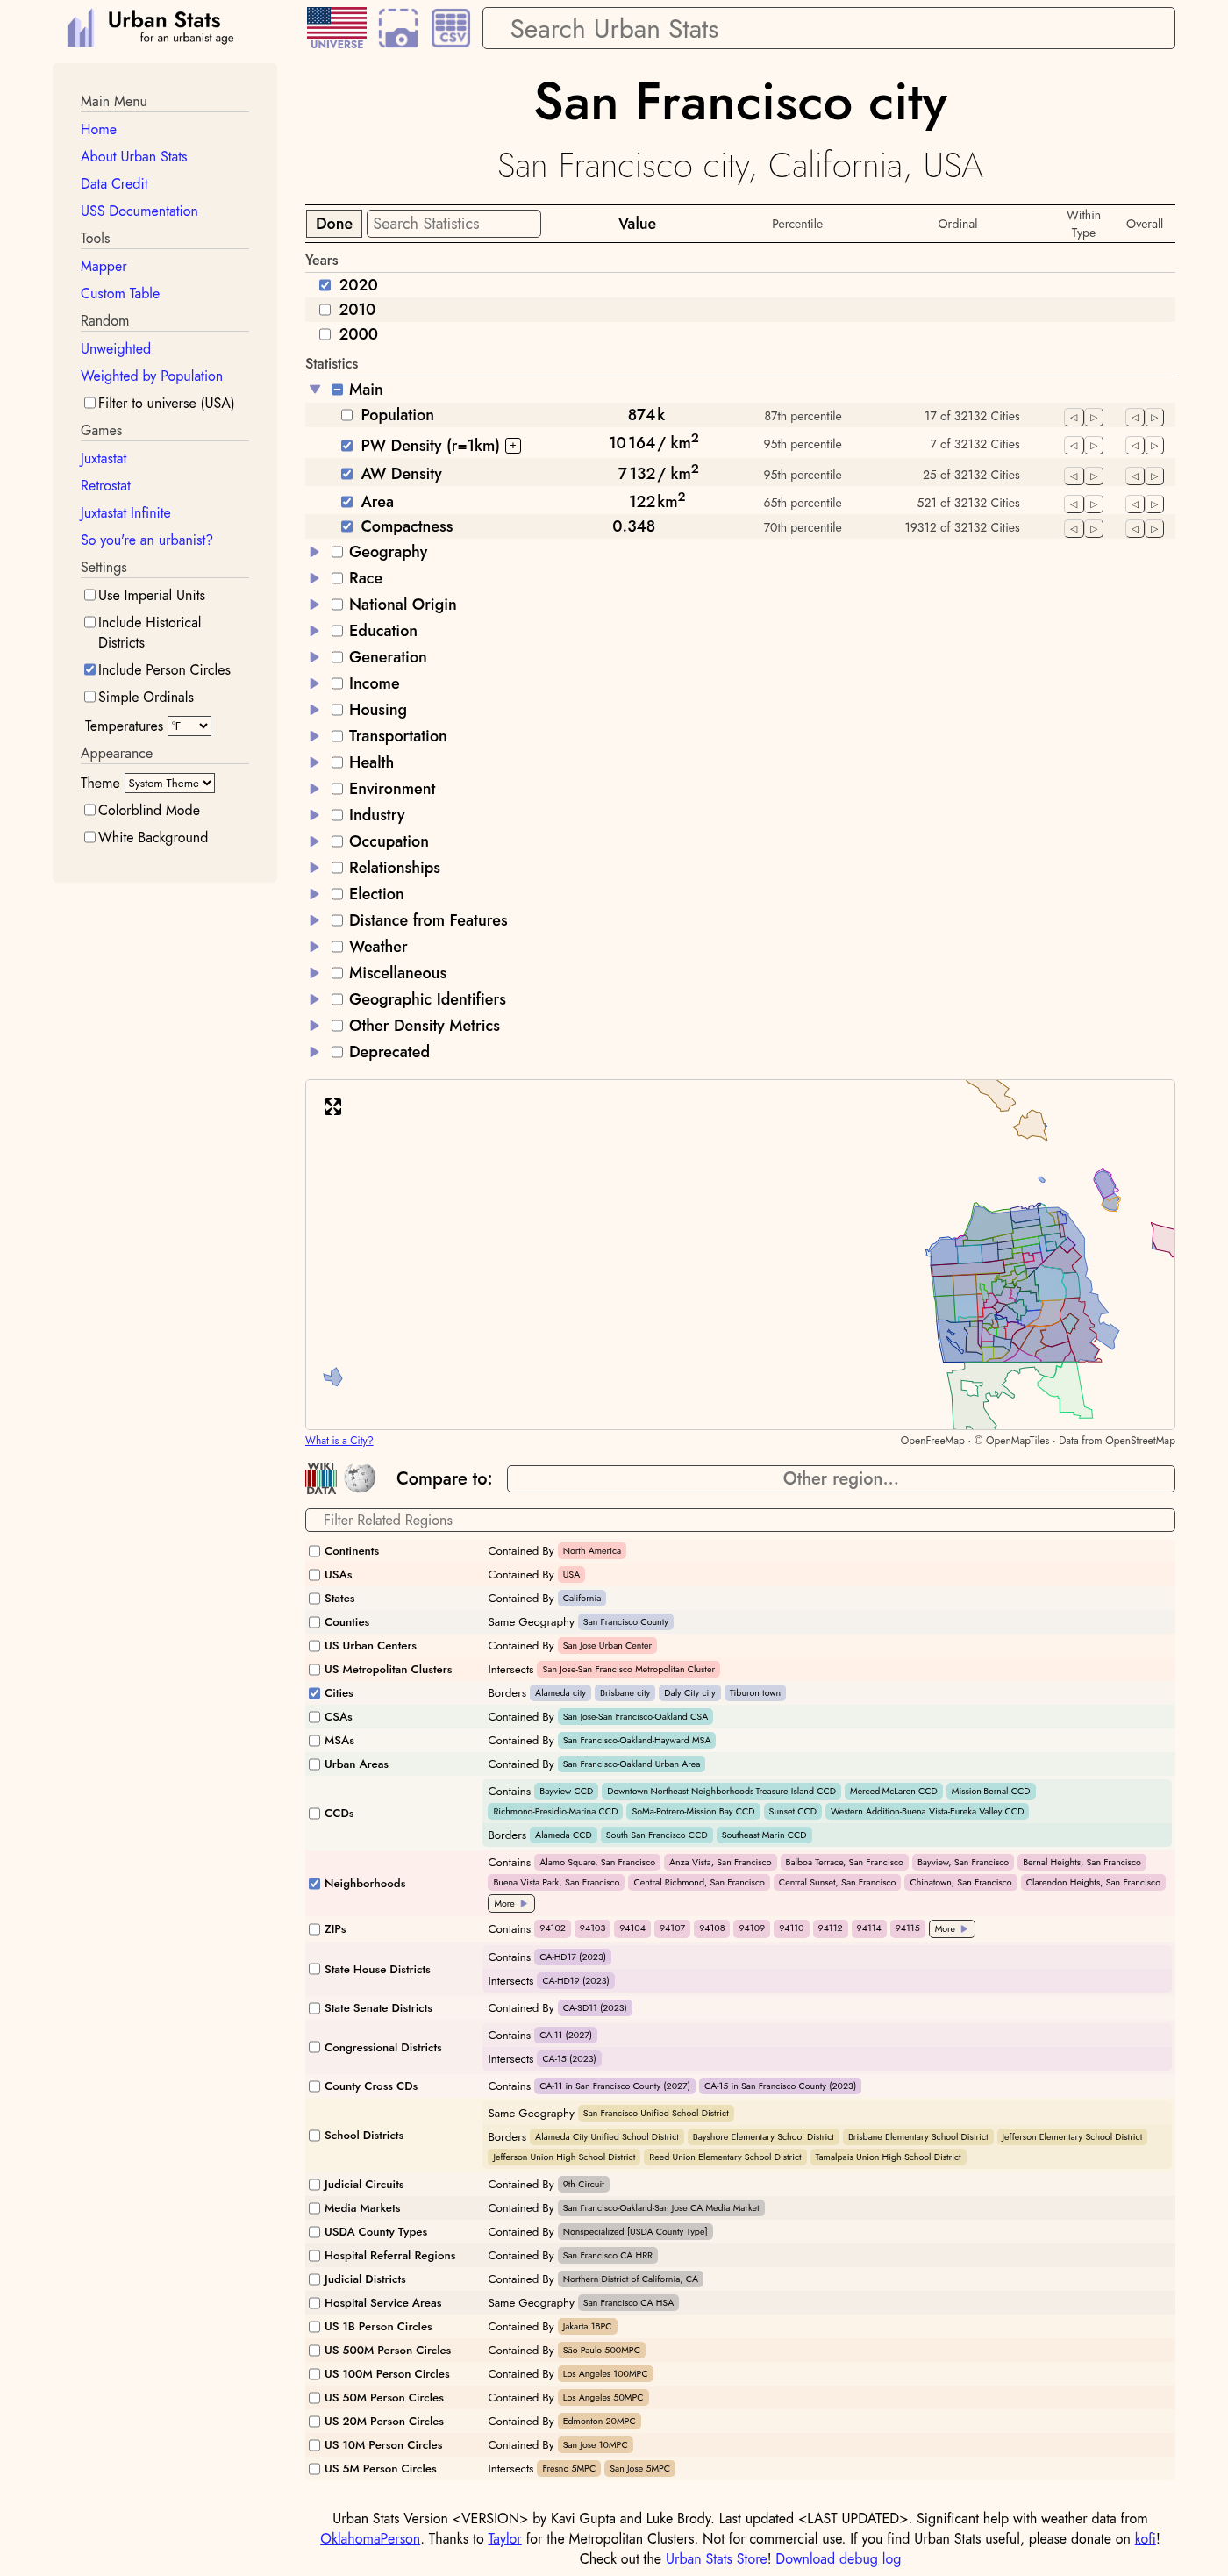 Urban Stats
for an urbanist age
UNIVERSE
CSV
Search Urban Stats
Main Menu
Home
About Urban Stats
Data Credit
USS Documentation
Tools
Mapper
Custom Table
Random
Unweighted
Weighted by Population
Filter to universe (USA)
Games
Juxtastat
Retrostat
Juxtastat Infinite
So you're an urbanist?
Settings
Use Imperial Units
Include Historical
Districts
Include Person Circles
Simple Ordinals
Temperatures °F
Appearance
Theme System Theme
Colorblind Mode
White Background
San Francisco city
San Francisco city, California, USA
Done Search Statistics Value Percentile Ordinal Within Type Overall
Years
2020
2010
2000
Statistics
Main
Population 874k 87th percentile 17 of 32132 Cities
PW Density (r=1km) + 10 164 / km2 95th percentile 7 of 32132 Cities
AW Density 7 132 / km2 95th percentile 25 of 32132 Cities
Area 122 km2 65th percentile 521 of 32132 Cities
Compactness 0.348 70th percentile 19312 of 32132 Cities
Geography
Race
National Origin
Education
Generation
Income
Housing
Transportation
Health
Environment
Industry
Occupation
Relationships
Election
Distance from Features
Weather
Miscellaneous
Geographic Identifiers
Other Density Metrics
Deprecated
What is a City? OpenFreeMap · © OpenMapTiles · Data from OpenStreetMap
WIKI DATA Compare to: Other region...
Filter Related Regions
Continents Contained By North America
USAs Contained By USA
States Contained By California
Counties Same Geography San Francisco County
US Urban Centers Contained By San Jose Urban Center
US Metropolitan Clusters Intersects San Jose-San Francisco Metropolitan Cluster
Cities Borders Alameda city Brisbane city Daly City city Tiburon town
CSAs Contained By San Jose-San Francisco-Oakland CSA
MSAs Contained By San Francisco-Oakland-Hayward MSA
Urban Areas Contained By San Francisco-Oakland Urban Area
CCDs Contains Bayview CCD Downtown-Northeast Neighborhoods-Treasure Island CCD Merced-McLaren CCD Mission-Bernal CCD
Richmond-Presidio-Marina CCD SoMa-Potrero-Mission Bay CCD Sunset CCD Western Addition-Buena Vista-Eureka Valley CCD
Borders Alameda CCD South San Francisco CCD Southeast Marin CCD
Neighborhoods Contains Alamo Square, San Francisco Anza Vista, San Francisco Balboa Terrace, San Francisco Bayview, San Francisco Bernal Heights, San Francisco
Buena Vista Park, San Francisco Central Richmond, San Francisco Central Sunset, San Francisco Chinatown, San Francisco Clarendon Heights, San Francisco
More
ZIPs Contains 94102 94103 94104 94107 94108 94109 94110 94112 94114 94115 More
State House Districts Contains CA-HD17 (2023)
Intersects CA-HD19 (2023)
State Senate Districts Contained By CA-SD11 (2023)
Congressional Districts Contains CA-11 (2027)
Intersects CA-15 (2023)
County Cross CDs Contains CA-11 in San Francisco County (2027) CA-15 in San Francisco County (2023)
School Districts Same Geography San Francisco Unified School District
Borders Alameda City Unified School District Bayshore Elementary School District Brisbane Elementary School District Jefferson Elementary School District
Jefferson Union High School District Reed Union Elementary School District Tamalpais Union High School District
Judicial Circuits Contained By 9th Circuit
Media Markets Contained By San Francisco-Oakland-San Jose CA Media Market
USDA County Types Contained By Nonspecialized [USDA County Type]
Hospital Referral Regions Contained By San Francisco CA HRR
Judicial Districts Contained By Northern District of California, CA
Hospital Service Areas Same Geography San Francisco CA HSA
US 1B Person Circles Contained By Jakarta 1BPC
US 500M Person Circles Contained By São Paulo 500MPC
US 100M Person Circles Contained By Los Angeles 100MPC
US 50M Person Circles Contained By Los Angeles 50MPC
US 20M Person Circles Contained By Edmonton 20MPC
US 10M Person Circles Contained By San Jose 10MPC
US 5M Person Circles Intersects Fresno 5MPC San Jose 5MPC
Urban Stats Version <VERSION> by Kavi Gupta and Luke Brody. Last updated <LAST UPDATED>. Significant help with weather data from
OklahomaPerson. Thanks to Taylor for the Metropolitan Clusters. Not for commercial use. If you find Urban Stats useful, please donate on kofi!
Check out the Urban Stats Store! Download debug log